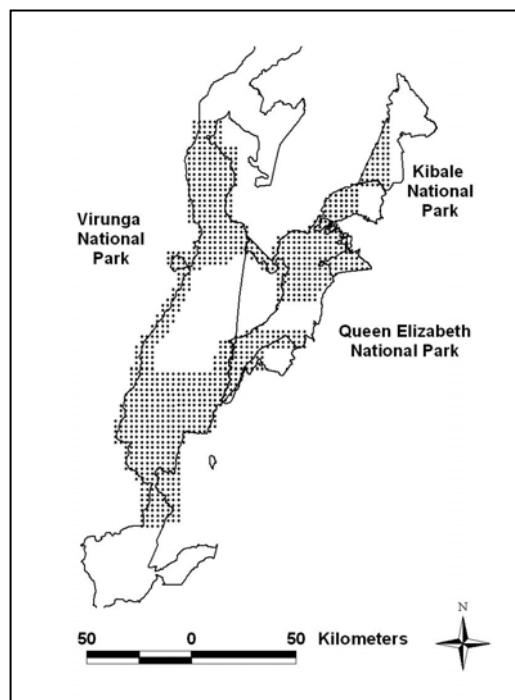 Kibale
National
Park
Virunga
National
Park
Queen Elizabeth
National Park
50 0 50 Kilometers
N